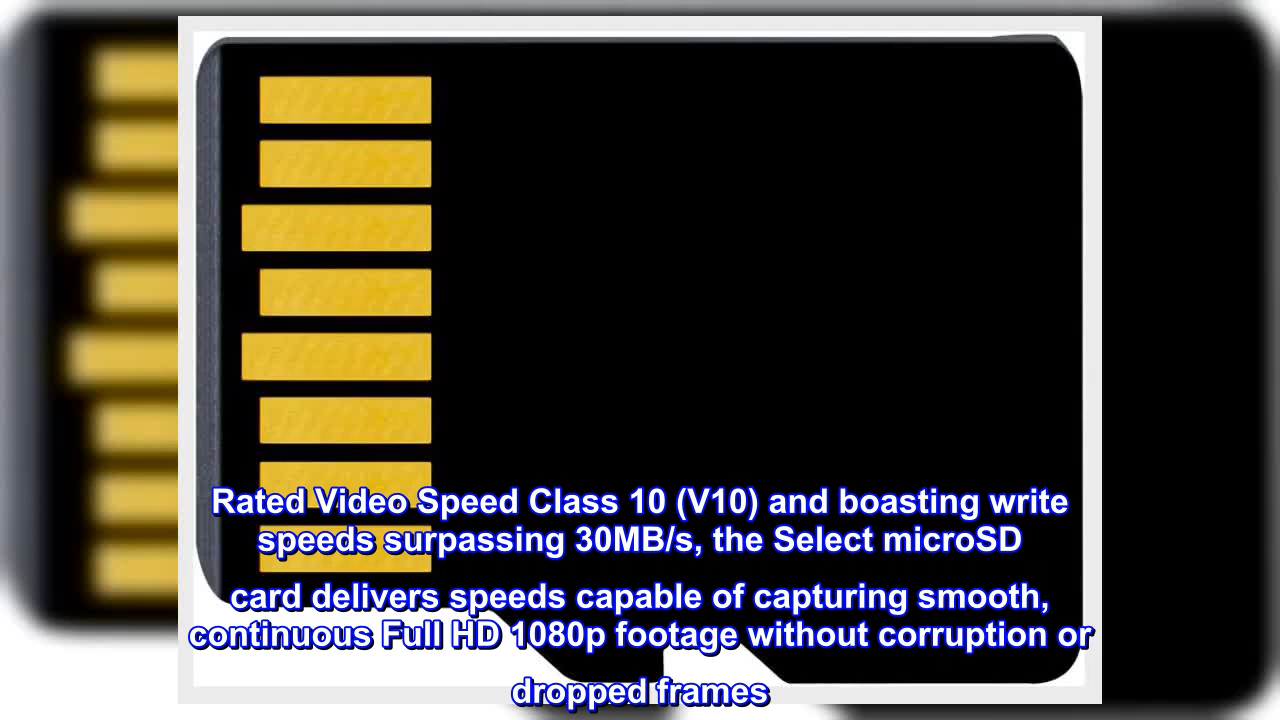 Rated Video Speed Class 10 (V10) and boasting write
speeds surpassing 30MB/s, the Select microSD
card delivers speeds capable of capturing smooth,
continuous Full HD 1080p footage without corruption or
dropped frames